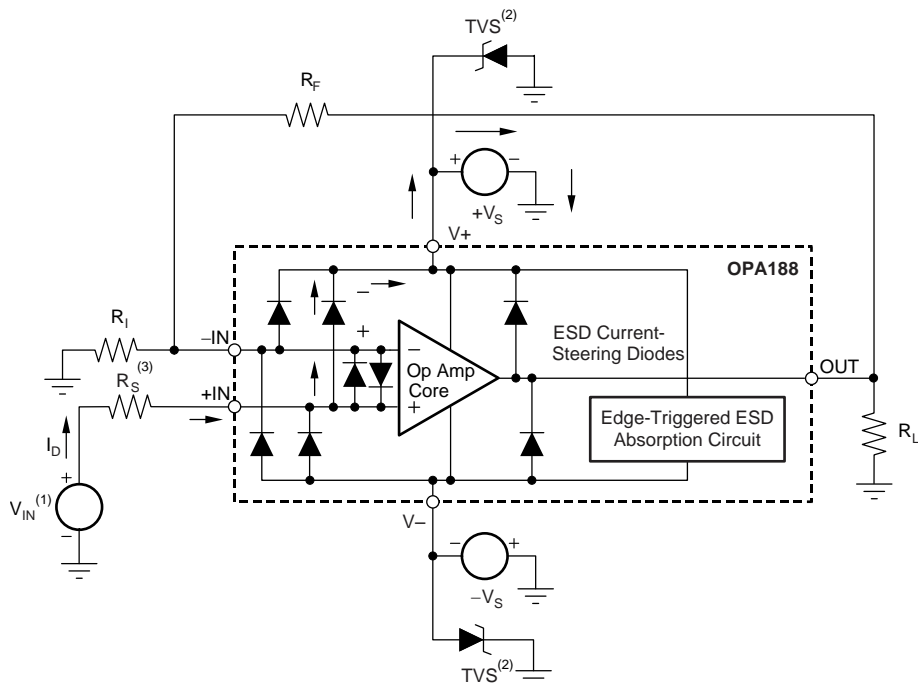 TVS(2)
RF
+ −
+VS
V+
OPA188
−
+
RI
−IN
ESD Current-
Steering Diodes
(3)
RS
+IN
−
Op Amp
Core
+
OUT
Edge-Triggered ESD
Absorption Circuit
RL
ID
+
VIN(1)
−
V−
− +
−VS
TVS(2)